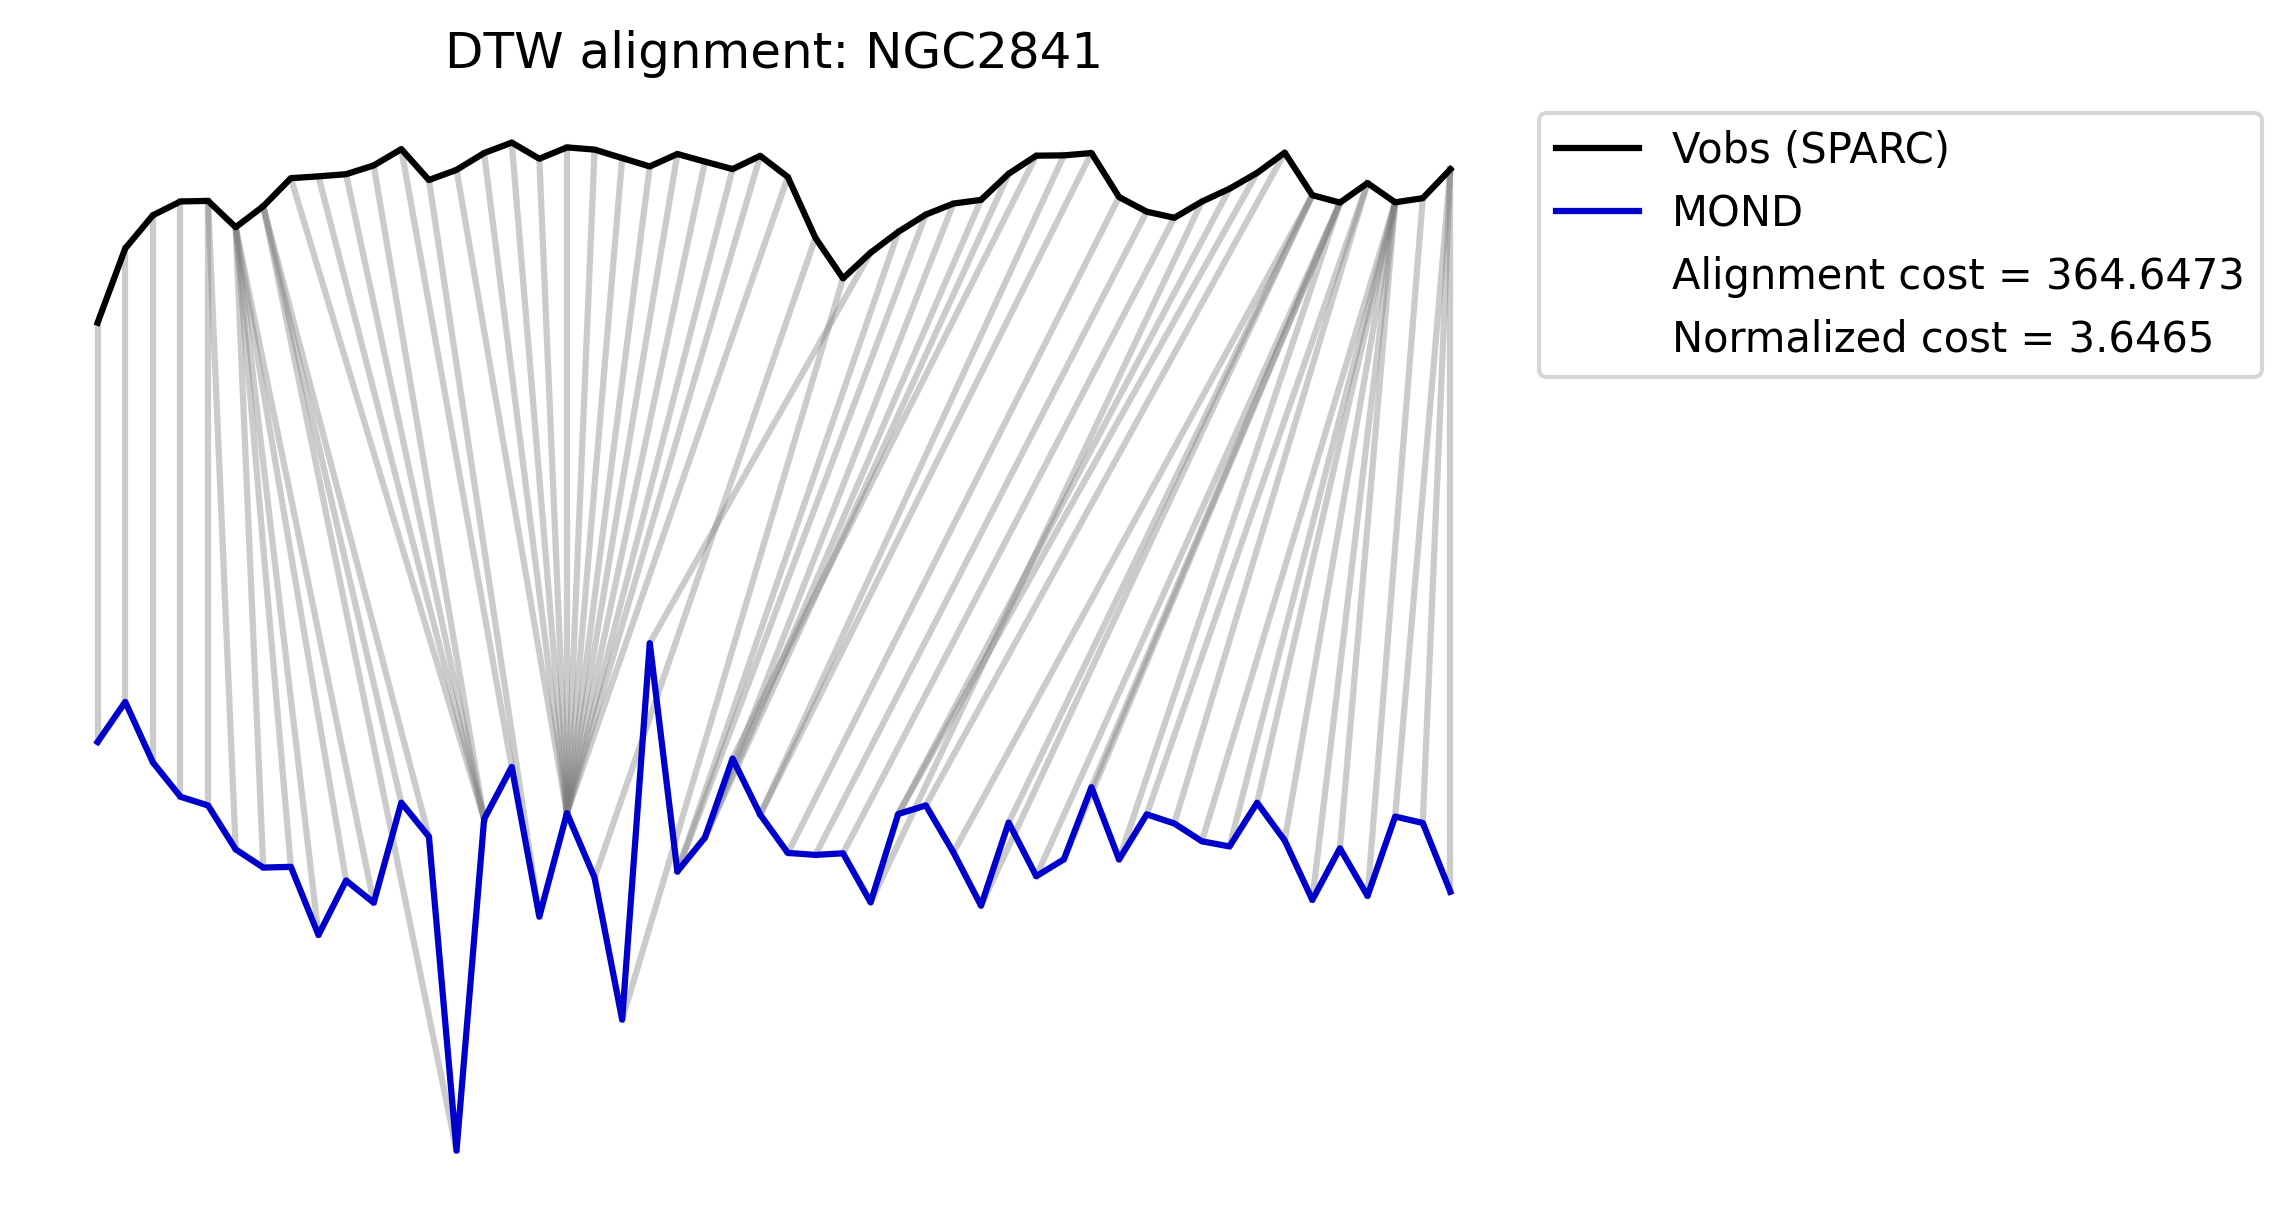 DTW alignment: NGC2841
Vobs (SPARC)
MOND
Alignment cost = 364.6473
Normalized cost = 3.6465